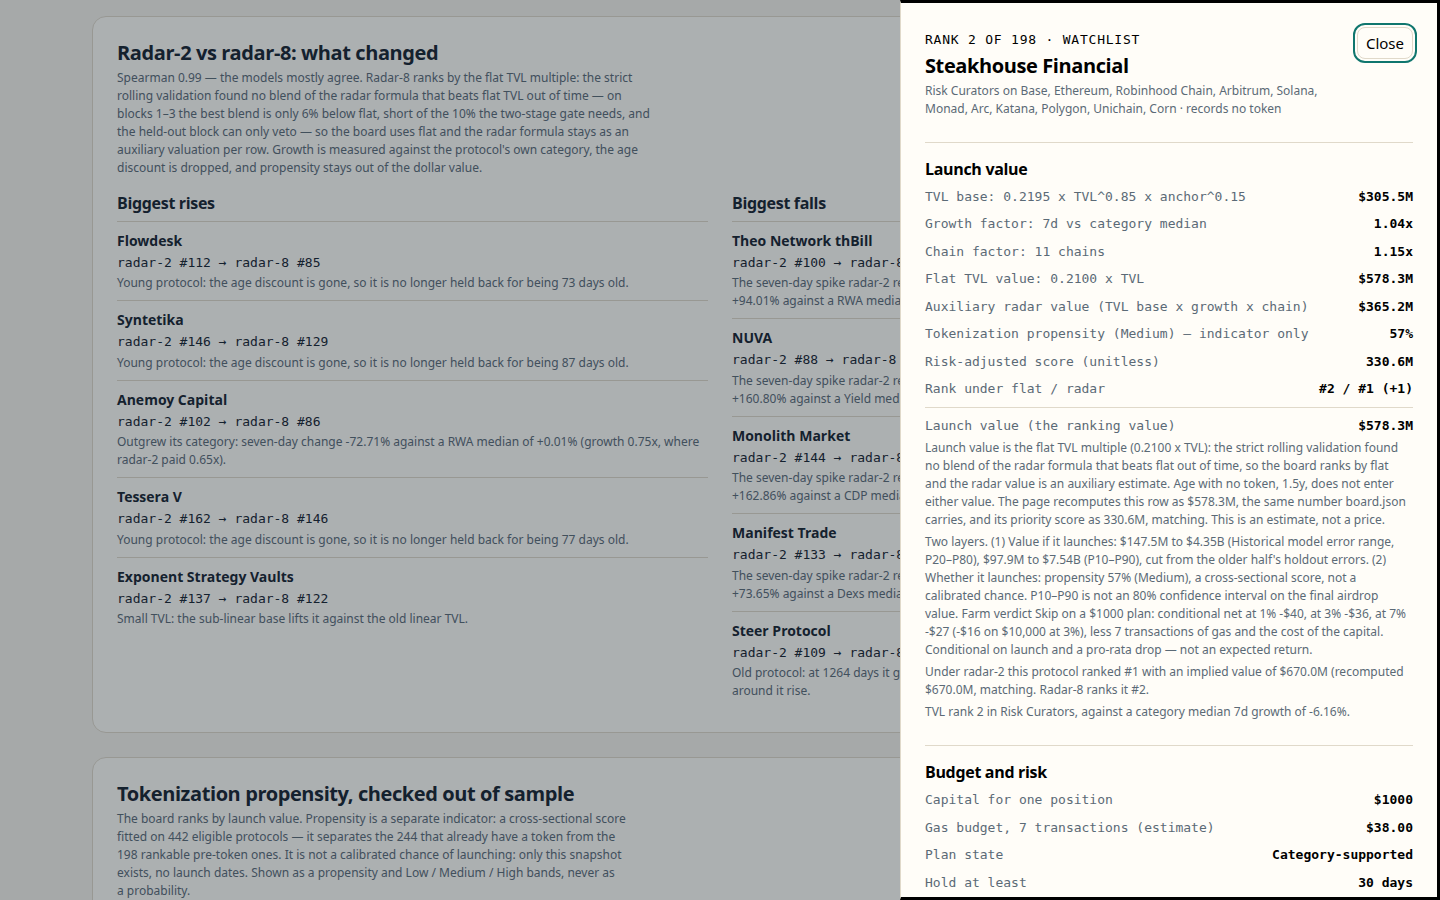 Radar-2 vs radar-8: what changed
Spearman 0.99 — the models mostly agree. Radar-8 ranks by the flat TVL multiple: the strict
rolling validation found no blend of the radar formula that beats flat TVL out of time — on
blocks 1–3 the best blend is only 6% below flat, short of the 10% the two-stage gate needs, and
the held-out block can only veto — so the board uses flat and the radar formula stays as an
auxiliary valuation per row. Growth is measured against the protocol's own category, the age
discount is dropped, and propensity stays out of the dollar value.
Biggest rises
Flowdesk
radar-2 #112 → radar-8 #85
Young protocol: the age discount is gone, so it is no longer held back for being 73 days old.
Syntetika
radar-2 #146 → radar-8 #129
Young protocol: the age discount is gone, so it is no longer held back for being 87 days old.
Anemoy Capital
radar-2 #102 → radar-8 #86
Outgrew its category: seven-day change -72.71% against a RWA median of +0.01% (growth 0.75x, where
radar-2 paid 0.65x).
Tessera V
radar-2 #162 → radar-8 #146
Young protocol: the age discount is gone, so it is no longer held back for being 77 days old.
Exponent Strategy Vaults
radar-2 #137 → radar-8 #122
Small TVL: the sub-linear base lifts it against the old linear TVL.
Biggest falls
Theo Network thBill
radar-2 #100 → radar-8
The seven-day spike radar-2 re
+94.01% against a RWA media
NUVA
radar-2 #88 → radar-8
The seven-day spike radar-2 re
+160.80% against a Yield med
Monolith Market
radar-2 #144 → radar-8
The seven-day spike radar-2 re
+162.86% against a CDP medi
Manifest Trade
radar-2 #133 → radar-8
The seven-day spike radar-2 re
+73.65% against a Dexs media
Steer Protocol
radar-2 #109 → radar-8
Old protocol: at 1264 days it g
around it rise.
Tokenization propensity, checked out of sample
The board ranks by launch value. Propensity is a separate indicator: a cross-sectional score
fitted on 442 eligible protocols — it separates the 244 that already have a token from the
198 rankable pre-token ones. It is not a calibrated chance of launching: only this snapshot
exists, no launch dates. Shown as a propensity and Low / Medium / High bands, never as
a probability.
RANK 2 OF 198 · WATCHLIST
Close
Steakhouse Financial
Risk Curators on Base, Ethereum, Robinhood Chain, Arbitrum, Solana,
Monad, Arc, Katana, Polygon, Unichain, Corn · records no token
Launch value
TVL base: 0.2195 x TVL^0.85 x anchor^0.15 $305.5M
Growth factor: 7d vs category median 1.04x
Chain factor: 11 chains 1.15x
Flat TVL value: 0.2100 x TVL $578.3M
Auxiliary radar value (TVL base x growth x chain) $365.2M
Tokenization propensity (Medium) — indicator only 57%
Risk-adjusted score (unitless) 330.6M
Rank under flat / radar #2 / #1 (+1)
Launch value (the ranking value) $578.3M
Launch value is the flat TVL multiple (0.2100 x TVL): the strict rolling validation found
no blend of the radar formula that beats flat out of time, so the board ranks by flat
and the radar value is an auxiliary estimate. Age with no token, 1.5y, does not enter
either value. The page recomputes this row as $578.3M, the same number board.json
carries, and its priority score as 330.6M, matching. This is an estimate, not a price.
Two layers. (1) Value if it launches: $147.5M to $4.35B (Historical model error range,
P20–P80), $97.9M to $7.54B (P10–P90), cut from the older half's holdout errors. (2)
Whether it launches: propensity 57% (Medium), a cross-sectional score, not a
calibrated chance. P10–P90 is not an 80% confidence interval on the final airdrop
value. Farm verdict Skip on a $1000 plan: conditional net at 1% -$40, at 3% -$36, at 7%
-$27 (-$16 on $10,000 at 3%), less 7 transactions of gas and the cost of the capital.
Conditional on launch and a pro-rata drop — not an expected return.
Under radar-2 this protocol ranked #1 with an implied value of $670.0M (recomputed
$670.0M, matching. Radar-8 ranks it #2.
TVL rank 2 in Risk Curators, against a category median 7d growth of -6.16%.
Budget and risk
Capital for one position $1000
Gas budget, 7 transactions (estimate) $38.00
Plan state Category-supported
Hold at least 30 days